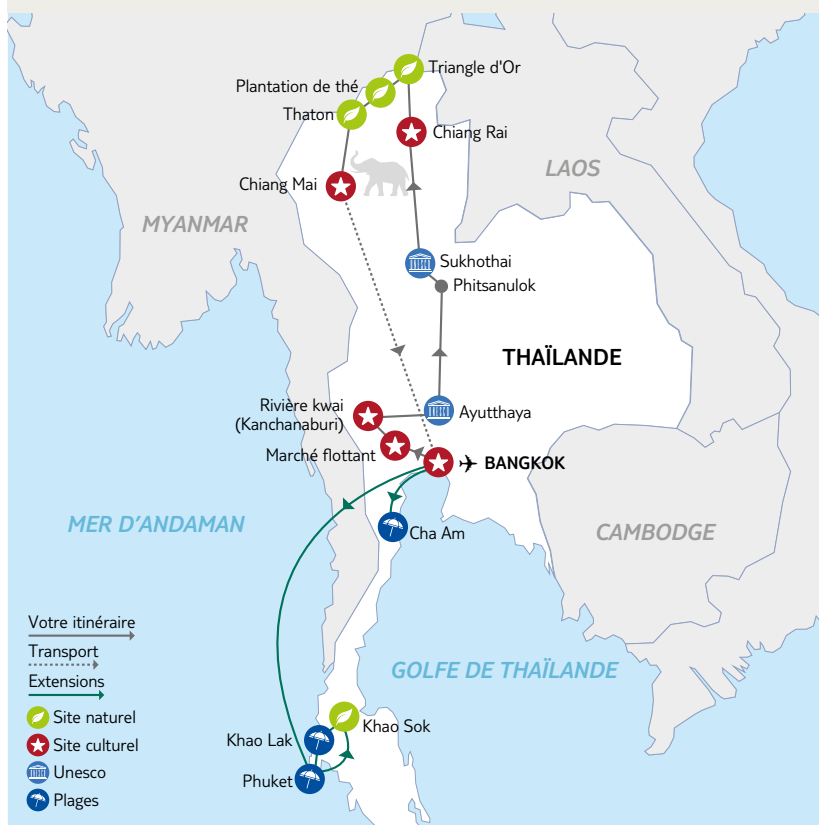 Triangle d'Or
Plantation de thé
Thaton
Chiang Rai
LAOS
Chiang Mai
MYANMAR
UNESCO
Sukhothai
Phitsanulok
THAÏLANDE
Rivière kwai
(Kanchanaburi)
UNESCO
Ayutthaya
Marché flottant
BANGKOK
MER D'ANDAMAN
Cha Am
CAMBODGE
Votre itinéraire
Transport
Extensions
GOLFE DE THAÏLANDE
Site naturel
Khao Sok
Site culturel
Khao Lak
Unesco
Phuket
Plages